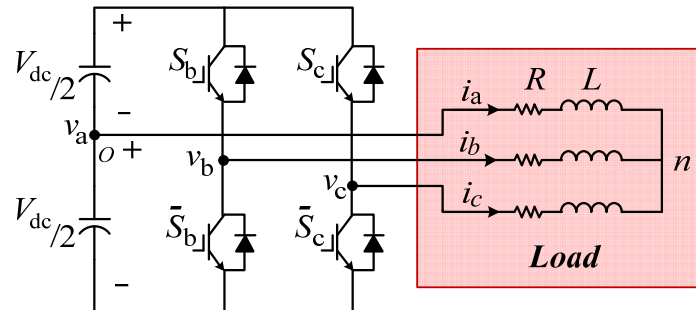 +
V_dc/2
−
S_b
S_c
v_a
O
+
v_b
v_c
V_dc/2
−
S̄_b
S̄_c
R
L
i_a
i_b
i_c
n
Load